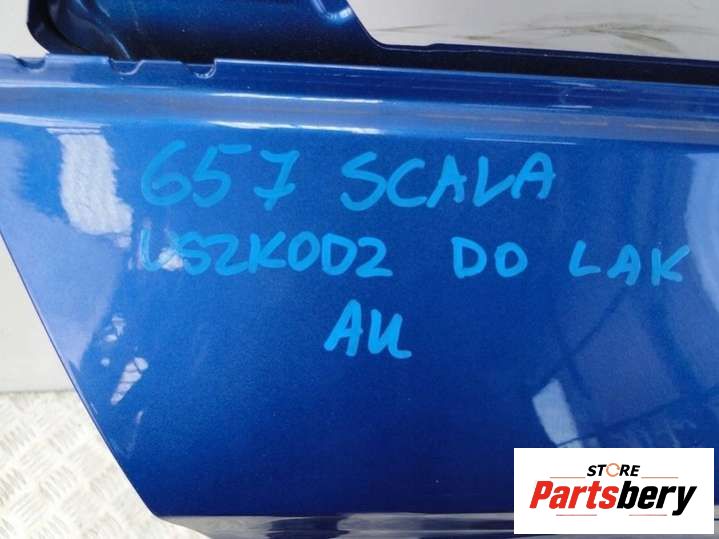 657 SCALA
USZKODZ DO LAK
AU
STORE
Partsbery